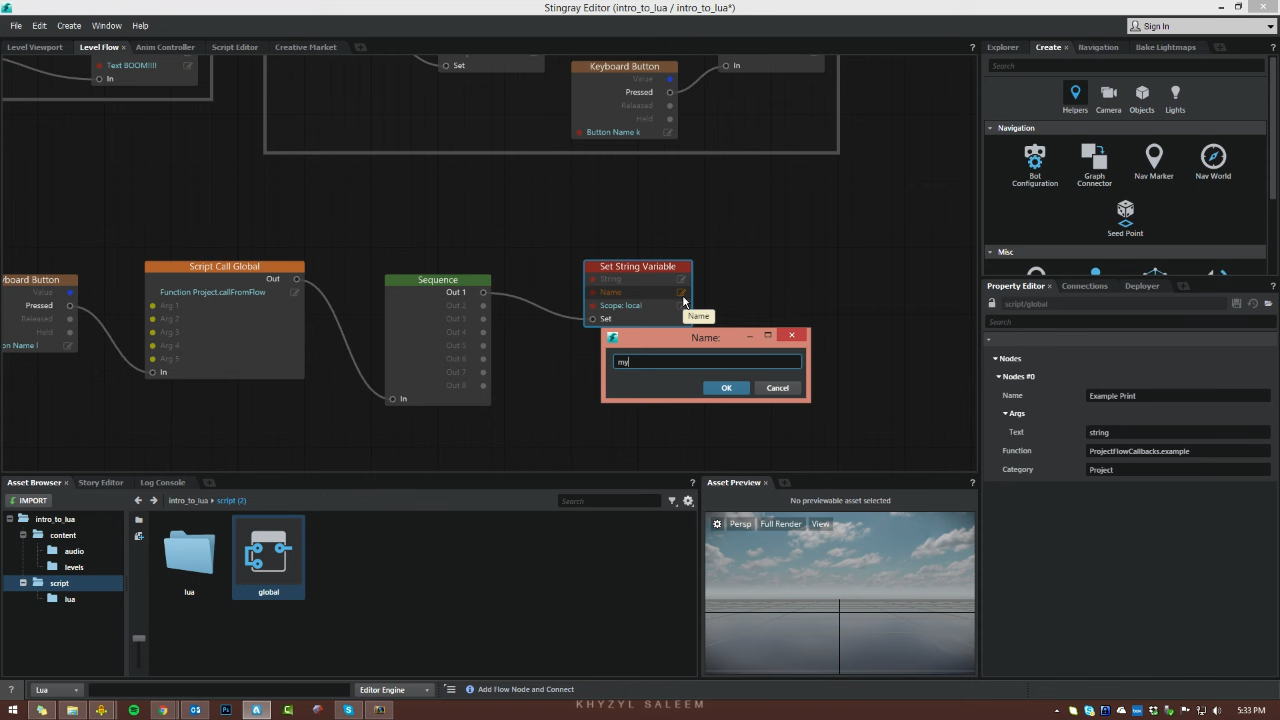 Stingray Editor (intro_to_lua / intro_to_lua*)
File Edit Create Window Help
Sign In
Level Viewport Level Flow × Anim Controller Script Editor Creative Market
Explorer Create × Navigation Bake Lightmaps
Text BOOM!!!!
In
Set
Keyboard Button
Value
Pressed
Released
Held
Button Name k
In
Search
Helpers Camera Objects Lights
Navigation
Bot Configuration
Graph Connector
Nav Marker
Nav World
Seed Point
Misc
yboard Button
Value
Pressed
Released
Held
on Name l
Script Call Global
Out
Function Project.callFromFlow
Arg 1
Arg 2
Arg 3
Arg 4
Arg 5
In
Sequence
Out 1
Out 2
Out 3
Out 4
Out 5
Out 6
Out 7
Out 8
In
Set String Variable
String
Name
Scope: local
Set
Name
Name:
my
OK Cancel
Property Editor × Connections Deployer
script/global
Search
Nodes
Nodes #0
Name Example Print
Args
Text string
Function ProjectFlowCallbacks.example
Category Project
Asset Browser × Story Editor Log Console
IMPORT
intro_to_lua script (2)
Search
intro_to_lua
content
audio
levels
script
lua
lua
global
Asset Preview ×
No previewable asset selected
Persp Full Render View
? Lua Editor Engine Add Flow Node and Connect
KHYZYL SALEEM
5:33 PM